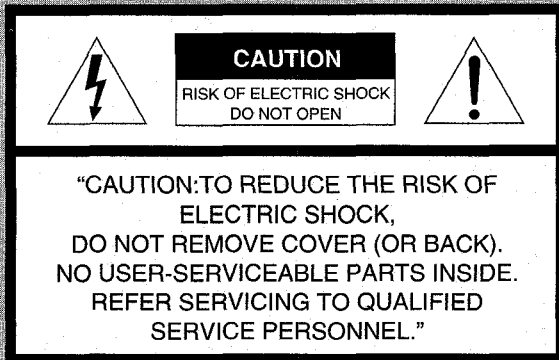 CAUTION
RISK OF ELECTRIC SHOCK
DO NOT OPEN
“CAUTION:TO REDUCE THE RISK OF
ELECTRIC SHOCK,
DO NOT REMOVE COVER (OR BACK).
NO USER-SERVICEABLE PARTS INSIDE.
REFER SERVICING TO QUALIFIED
SERVICE PERSONNEL.”